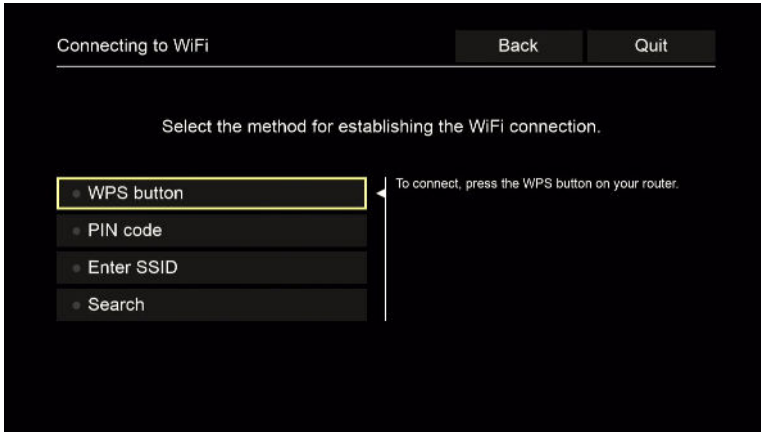 Connecting to WiFi
Back
Quit
Select the method for establishing the WiFi connection.
WPS button
To connect, press the WPS button on your router.
PIN code
Enter SSID
Search